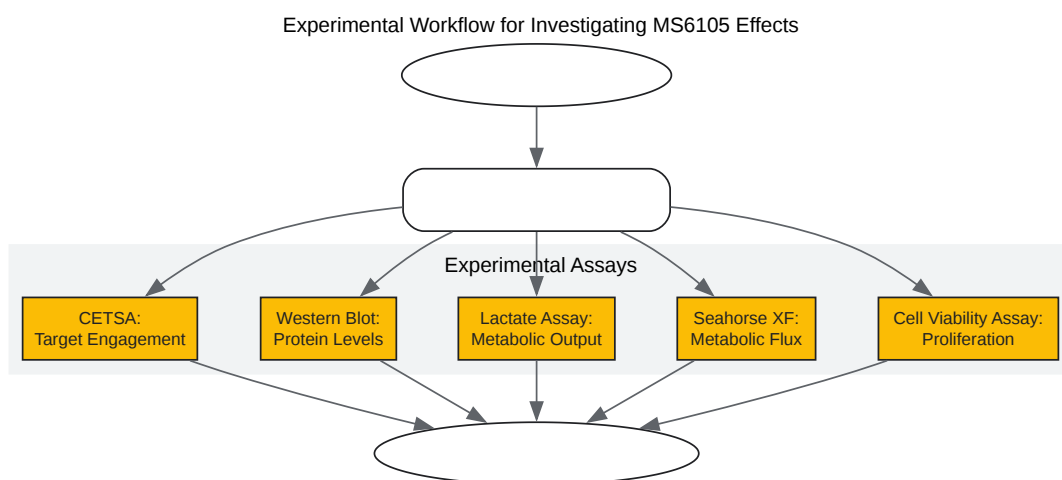 Experimental Workflow for Investigating MS6105 Effects
Experimental Assays
CETSA:
Target Engagement
Western Blot:
Protein Levels
Lactate Assay:
Metabolic Output
Seahorse XF:
Metabolic Flux
Cell Viability Assay:
Proliferation